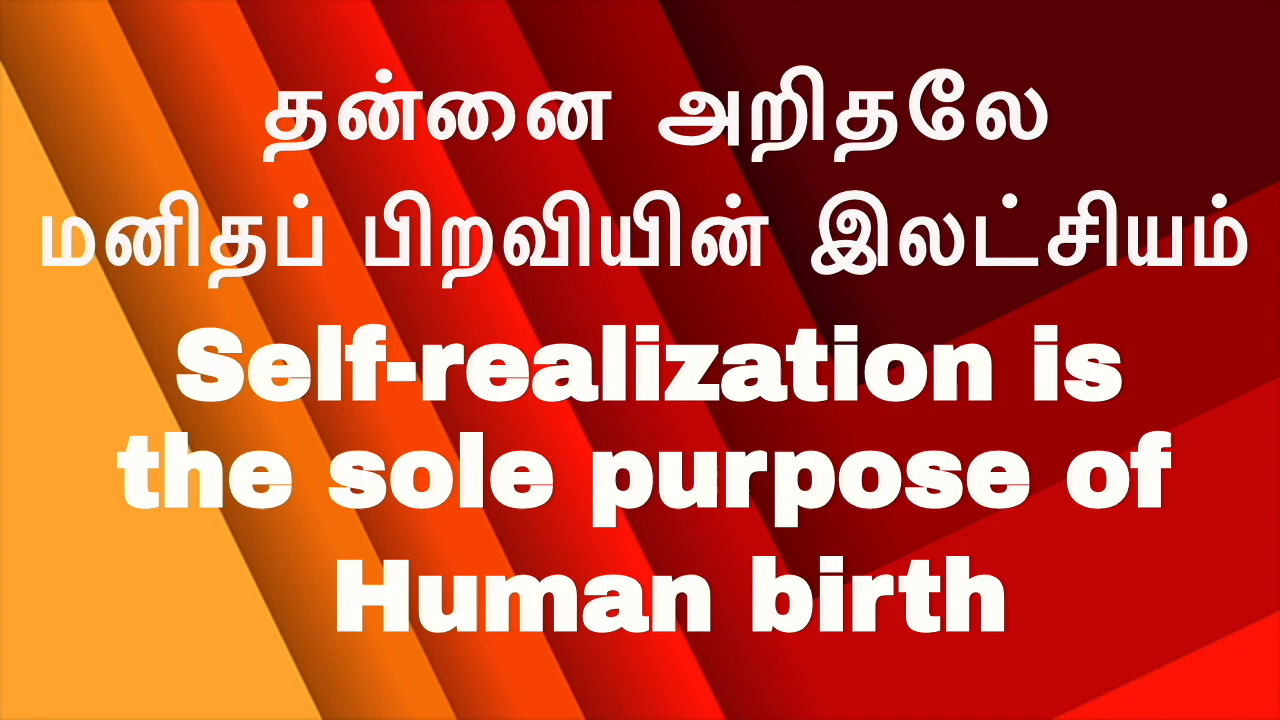 தன்னை அறிதலே
மனிதப் பிறவியின் இலட்சியம்
Self-realization is
the sole purpose of
Human birth